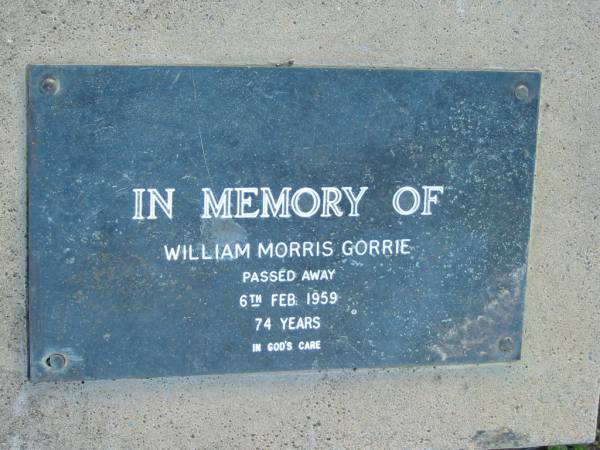 IN MEMORY OF
WILLIAM MORRIS GORRIE
PASSED AWAY
6TH FEB. 1959
74 YEARS
IN GOD'S CARE